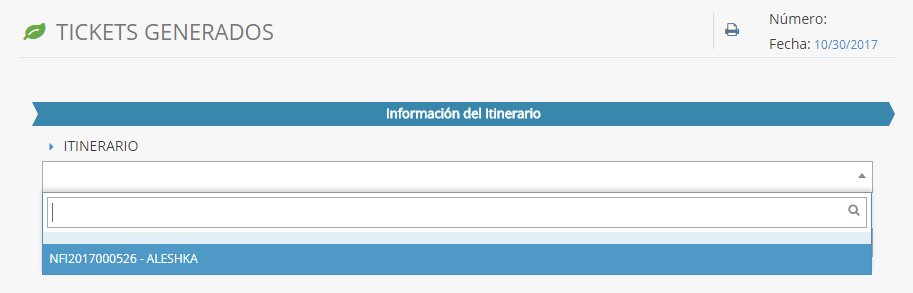 TICKETS GENERADOS
Número:
Fecha: 10/30/2017
Información del Itinerario
ITINERARIO
NFI2017000526 - ALESHKA